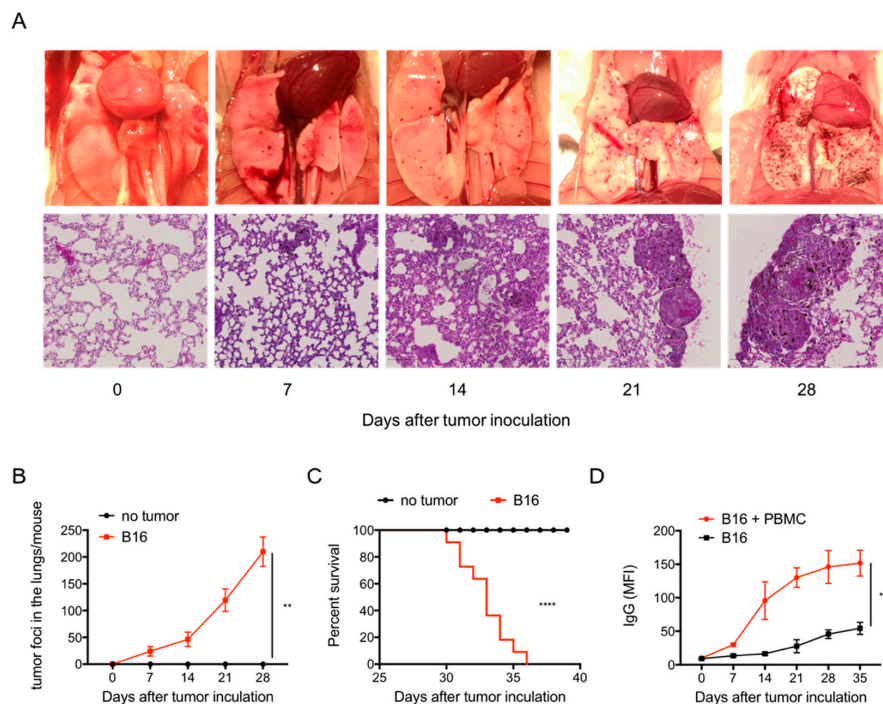 A
0 7 14 21 28
Days after tumor inoculation
B
no tumor
B16
tumor foci in the lungs/mouse
250
200
150
100
50
0
**
0 7 14 21 28
Days after tumor inculation
C
no tumor B16
Percent survival
100
80
60
40
20
0
****
25 30 35 40
Days after tumor inculation
D
B16 + PBMC
B16
IgG (MFI)
200
150
100
50
0
*
0 7 14 21 28 35
Days after tumor inculation